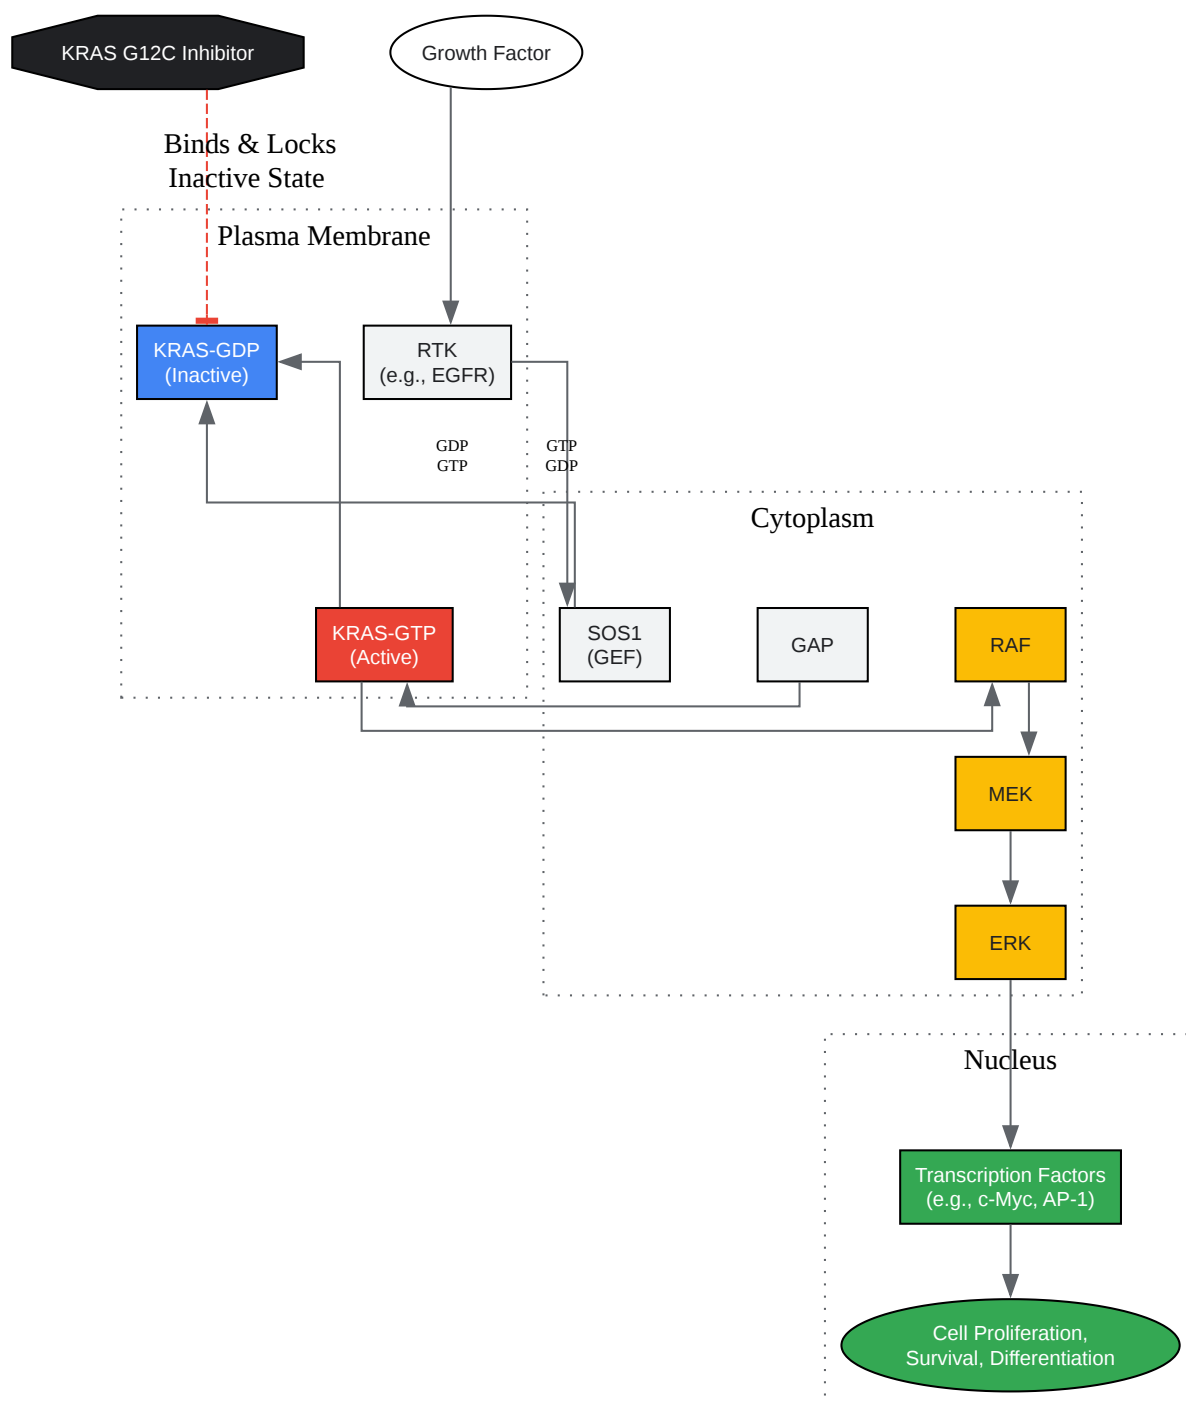 KRAS G12C Inhibitor
Growth Factor
Binds & Locks
Inactive State
Plasma Membrane
KRAS-GDP
(Inactive)
RTK
(e.g., EGFR)
GDP
GTP
GTP
GDP
Cytoplasm
KRAS-GTP
(Active)
SOS1
(GEF)
GAP
RAF
MEK
ERK
Nucleus
Transcription Factors
(e.g., c-Myc, AP-1)
Cell Proliferation,
Survival, Differentiation